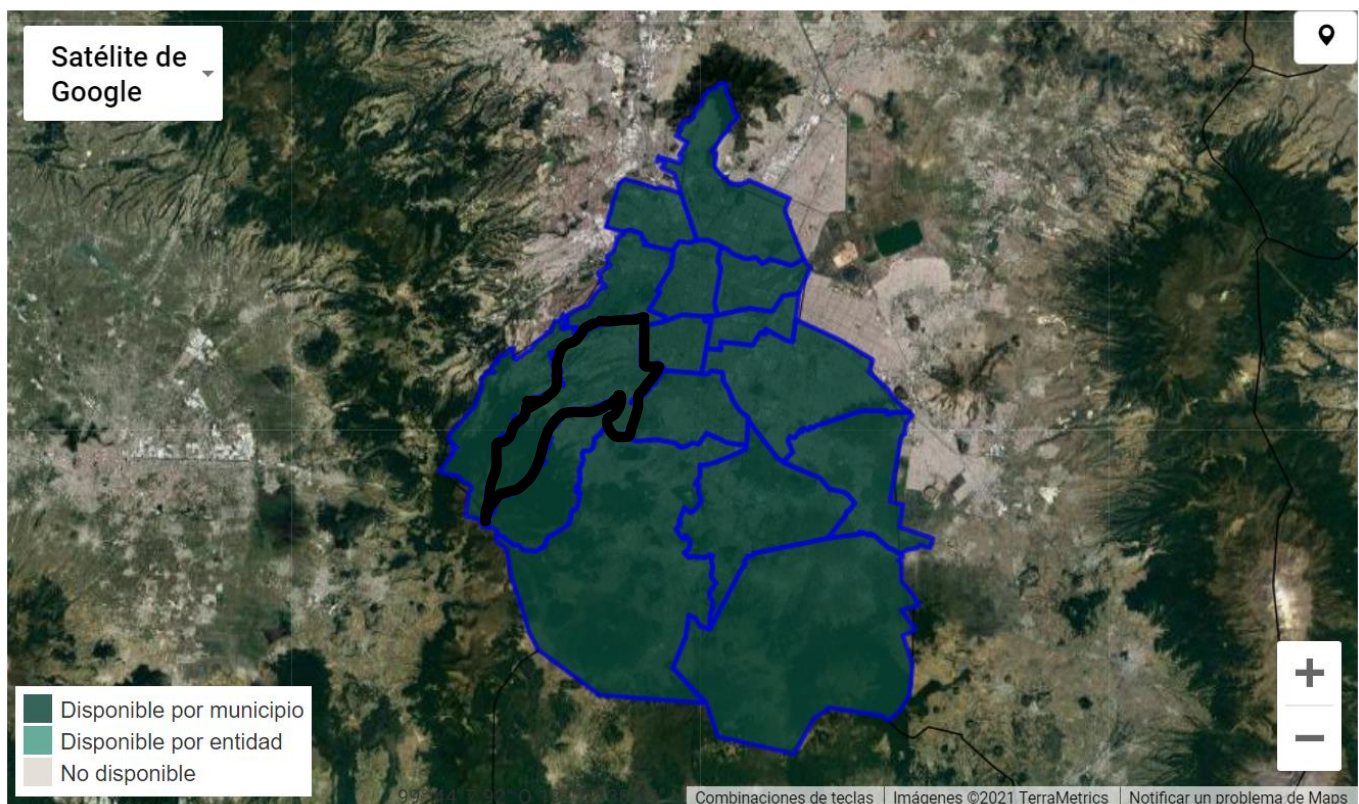 Satélite de
Google
Disponible por municipio
Disponible por entidad
No disponible
Combinaciones de teclas
Imágenes ©2021 TerraMetrics
Notificar un problema de Maps